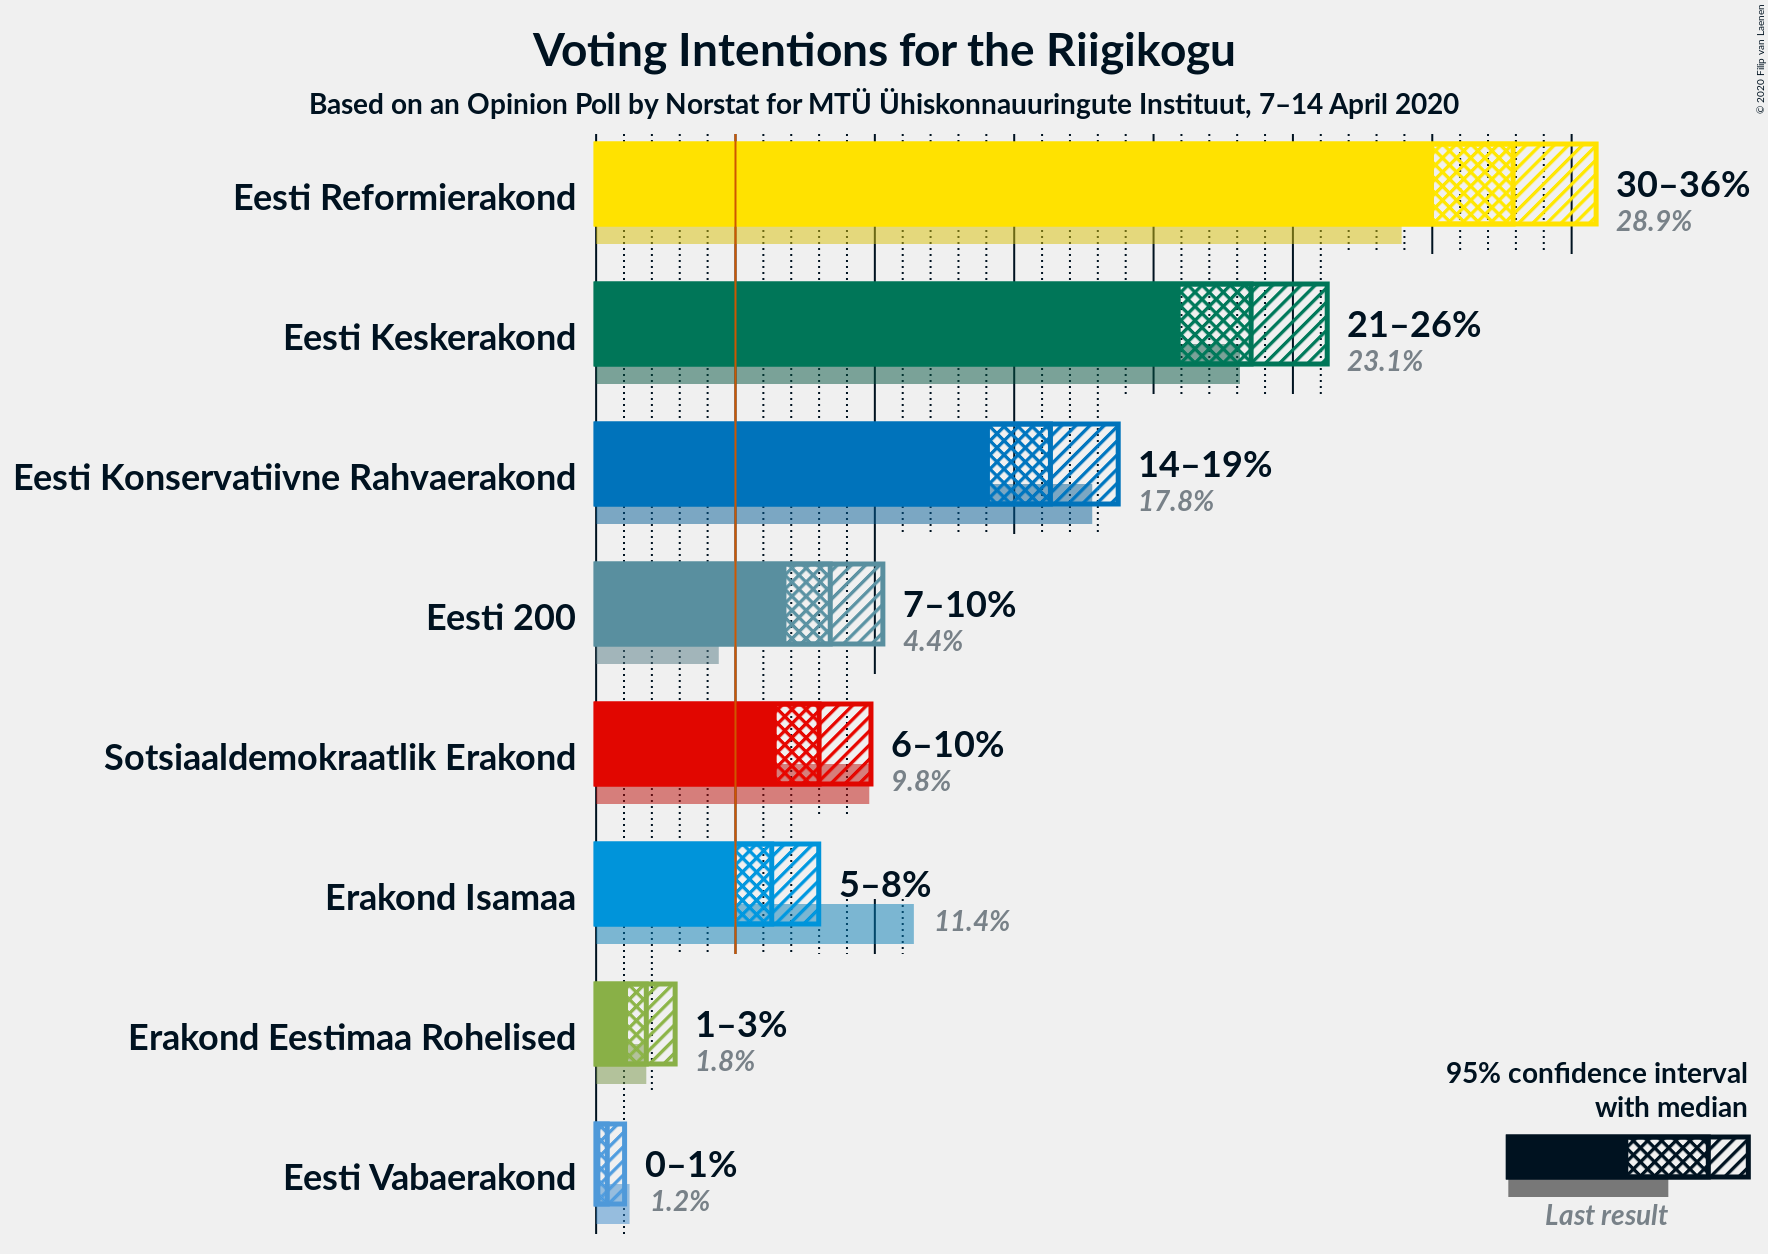 Voting Intentions for the Riigikogu
Based on an Opinion Poll by Norstat for MTÜ Ühiskonnauuringute Instituut, 7–14 April 2020
© 2020 Filip van Laenen
Eesti Reformierakond
30–36%
28.9%
Eesti Keskerakond
21–26%
23.1%
Eesti Konservatiivne Rahvaerakond
14–19%
17.8%
Eesti 200
7–10%
4.4%
Sotsiaaldemokraatlik Erakond
6–10%
9.8%
Erakond Isamaa
5–8%
11.4%
Erakond Eestimaa Rohelised
1–3%
1.8%
Eesti Vabaerakond
0–1%
1.2%
95% confidence interval
with median
Last result